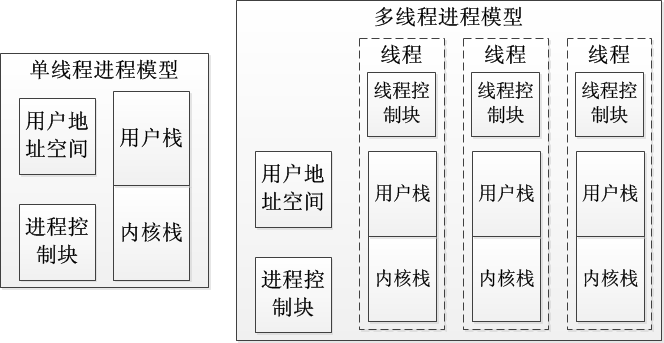 单线程进程模型
用户地
址空间
用户栈
进程控
制块
内核栈
多线程进程模型
用户地
址空间
进程控
制块
线程
线程控
制块
用户栈
内核栈
线程
线程控
制块
用户栈
内核栈
线程
线程控
制块
用户栈
内核栈